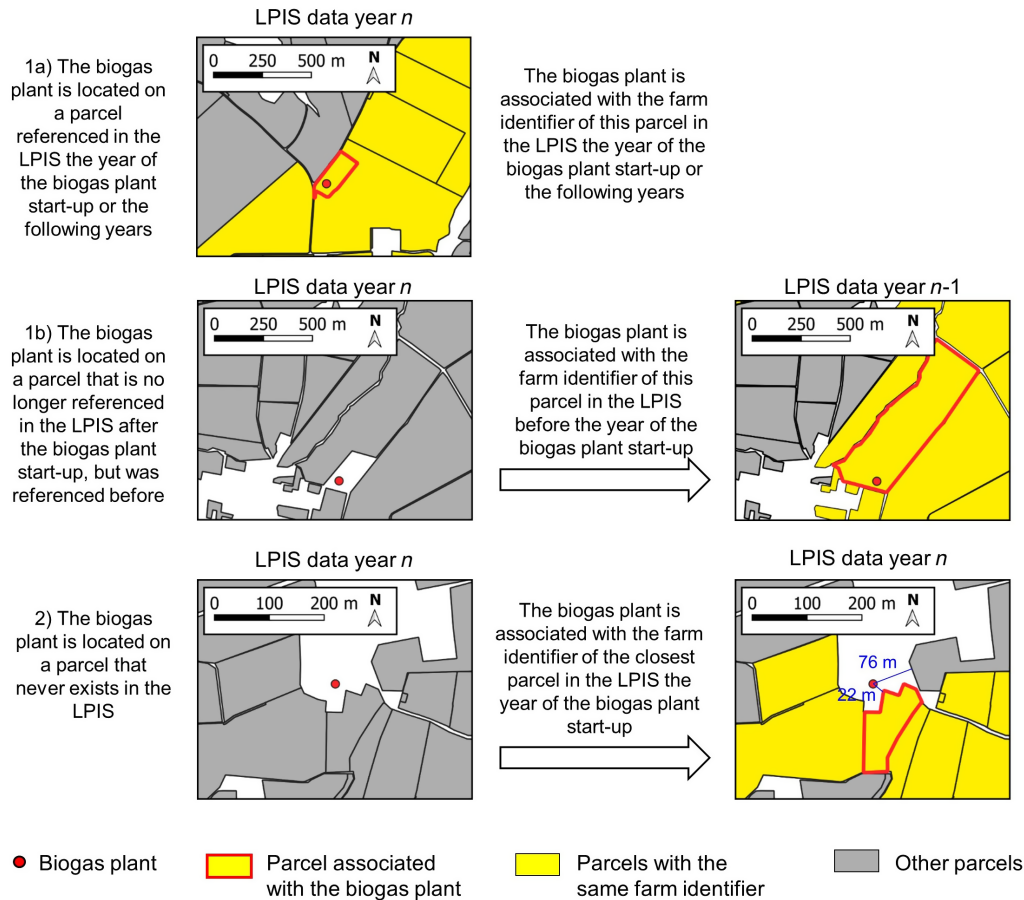 LPIS data year n
1a) The biogas
plant is located on
a parcel
referenced in the
LPIS the year of
the biogas plant
start-up or the
following years
0 250 500 m
N
The biogas plant is
associated with the farm
identifier of this parcel in
the LPIS the year of the
biogas plant start-up or
the following years
LPIS data year n
LPIS data year n-1
1b) The biogas
plant is located on
a parcel that is no
longer referenced
in the LPIS after
the biogas plant
start-up, but was
referenced before
0 250 500 m
N
The biogas plant is
associated with the
farm identifier of this
parcel in the LPIS
before the year of the
biogas plant start-up
0 250 500 m
N
LPIS data year n
LPIS data year n
2) The biogas
plant is located on
a parcel that
never exists in the
LPIS
0 100 200 m
N
The biogas plant is
associated with the farm
identifier of the closest
parcel in the LPIS the
year of the biogas plant
start-up
0 100 200 m
N
76 m
22 m
Biogas plant
Parcel associated
with the biogas plant
Parcels with the
same farm identifier
Other parcels